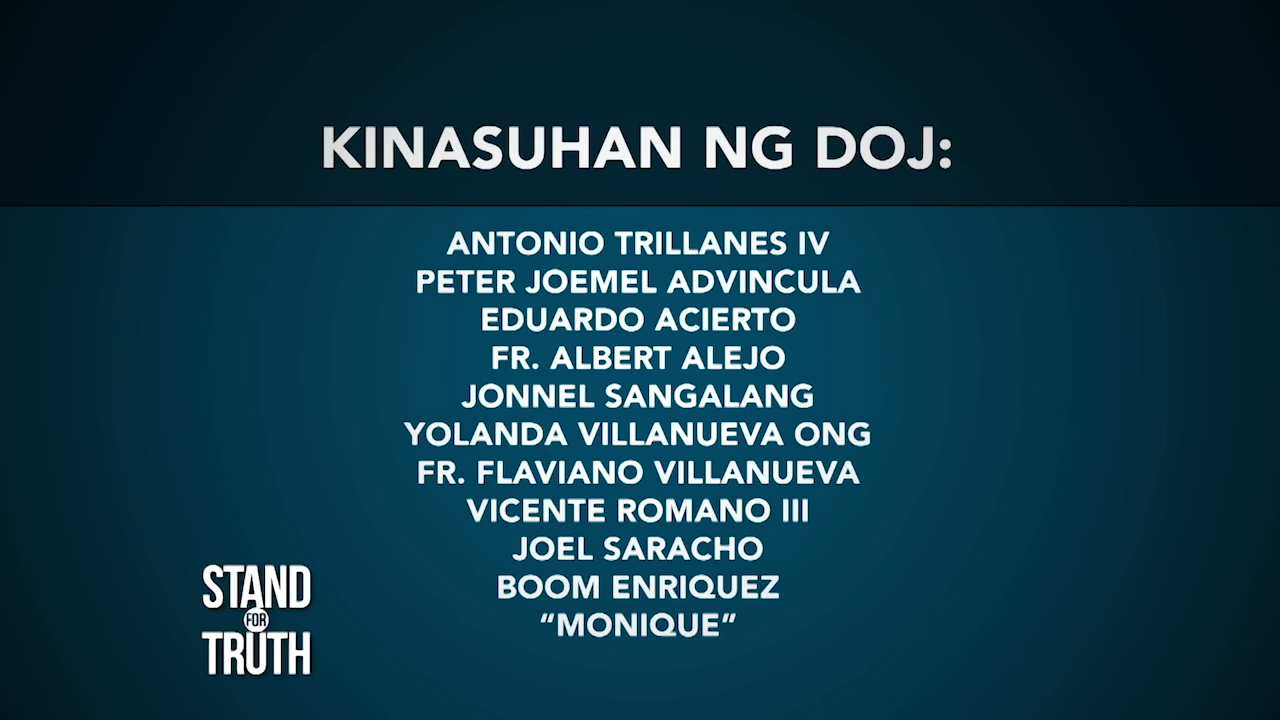 KINASUHAN NG DOJ:
ANTONIO TRILLANES IV
PETER JOEMEL ADVINCULA
EDUARDO ACIERTO
FR. ALBERT ALEJO
JONNEL SANGALANG
YOLANDA VILLANUEVA ONG
FR. FLAVIANO VILLANUEVA
VICENTE ROMANO III
JOEL SARACHO
BOOM ENRIQUEZ
“MONIQUE”
STAND
FOR
TRUTH